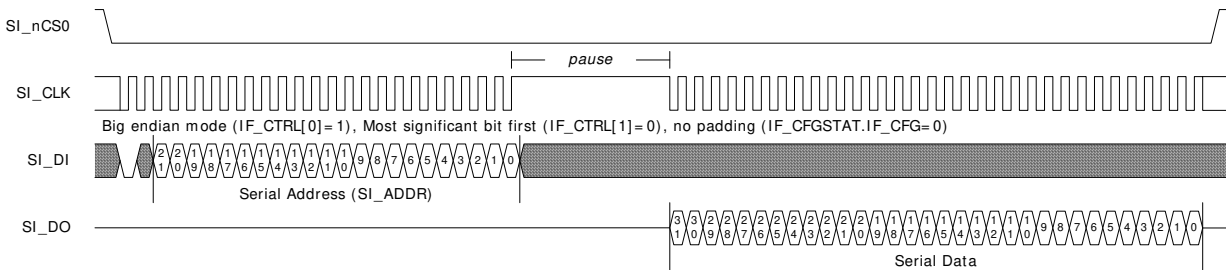 SI_nCS0
pause
SI_CLK
Big endian mode (IF_CTRL[0]=1), Most significant bit first (IF_CTRL[1]=0), no padding (IF_CFGSTAT.IF_CFG=0)
SI_DI
21 20 19 18 17 16 15 14 13 12 11 10 9 8 7 6 5 4 3 2 1 0
Serial Address (SI_ADDR)
SI_DO
31 30 29 28 27 26 25 24 23 22 21 20 19 18 17 16 15 14 13 12 11 10 9 8 7 6 5 4 3 2 1 0
Serial Data